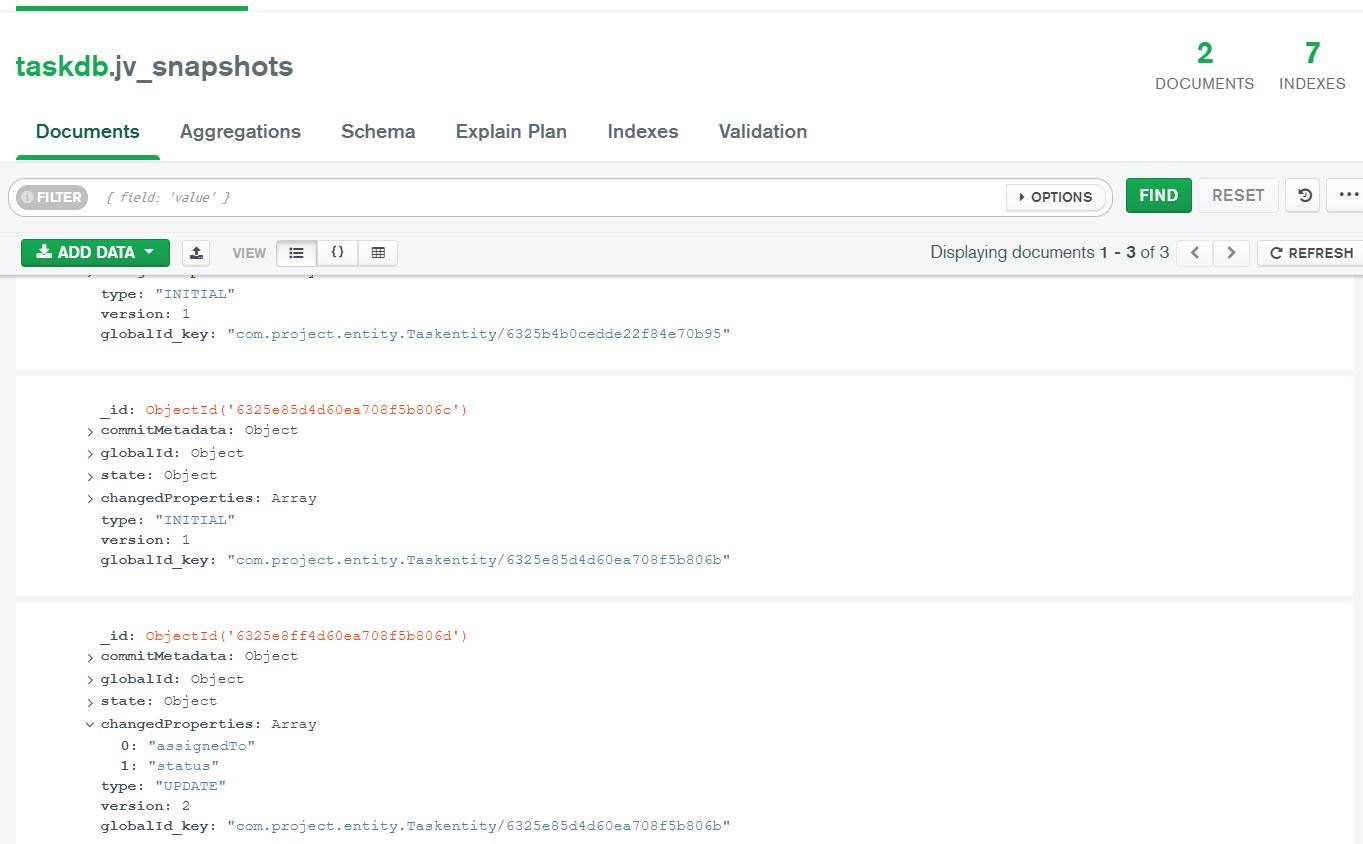 taskdb.jv_snapshots
2
DOCUMENTS
7
INDEXES
Documents Aggregations Schema Explain Plan Indexes Validation
FILTER { field: 'value' } OPTIONS FIND RESET
ADD DATA VIEW {} Displaying documents 1 - 3 of 3 REFRESH
type: "INITIAL"
version: 1
globalId_key: "com.project.entity.Taskentity/6325b4b0cedde22f84e70b95"
_id: ObjectId('6325e85d4d60ea708f5b806c')
commitMetadata: Object
globalId: Object
state: Object
changedProperties: Array
type: "INITIAL"
version: 1
globalId_key: "com.project.entity.Taskentity/6325e85d4d60ea708f5b806b"
_id: ObjectId('6325e8ff4d60ea708f5b806d')
commitMetadata: Object
globalId: Object
state: Object
changedProperties: Array
0: "assignedTo"
1: "status"
type: "UPDATE"
version: 2
globalId_key: "com.project.entity.Taskentity/6325e85d4d60ea708f5b806b"